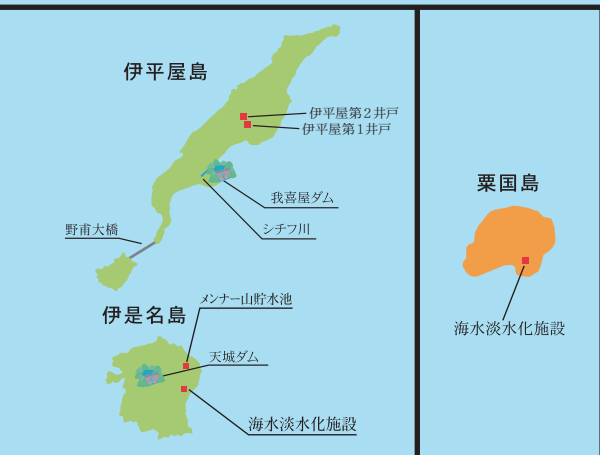 伊平屋島
伊平屋第２井戸
伊平屋第１井戸
我喜屋ダム
シチフ川
野甫大橋
伊是名島
メンナー山貯水池
天城ダム
海水淡水化施設
粟国島
海水淡水化施設